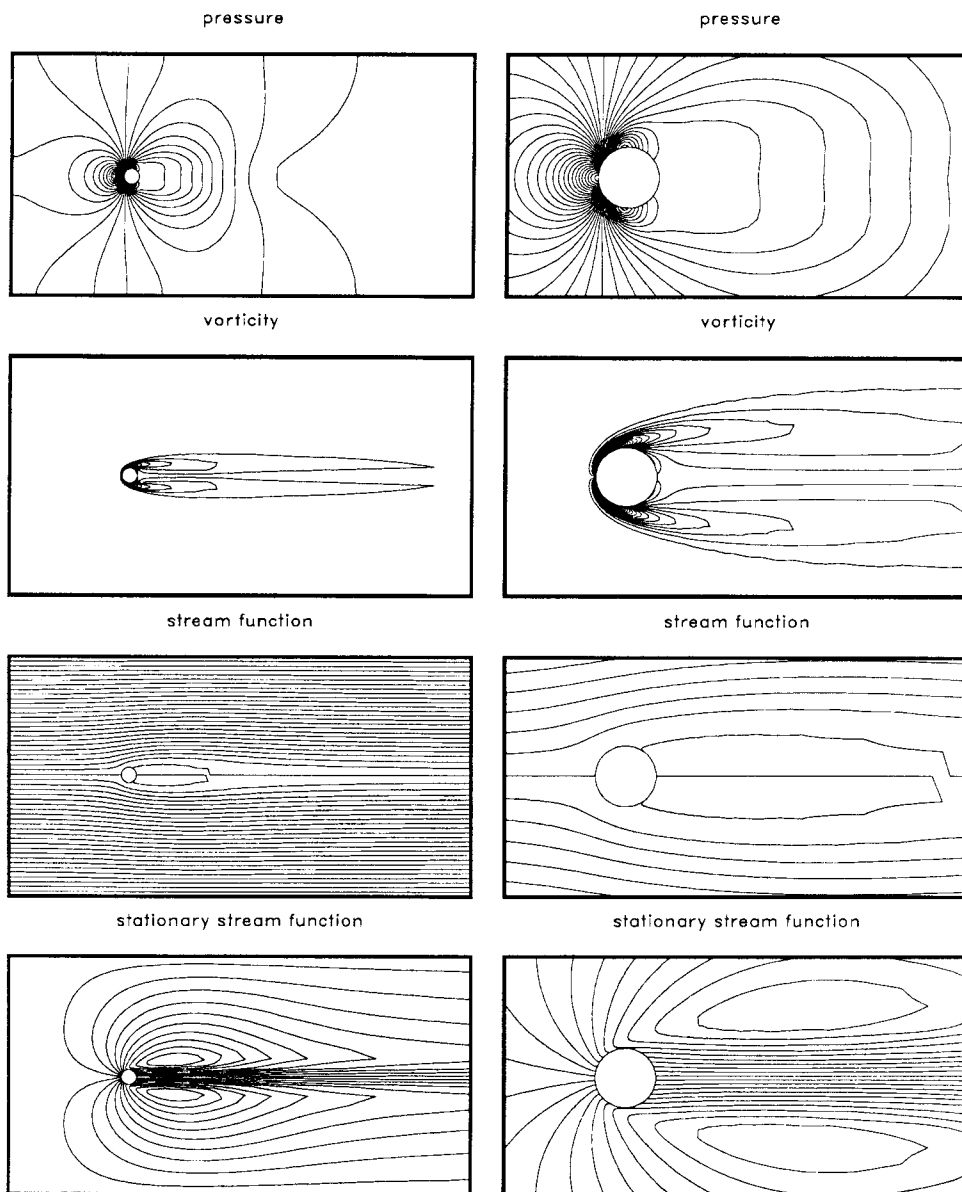 pressure
pressure
vorticity
vorticity
stream function
stream function
stationary stream function
stationary stream function